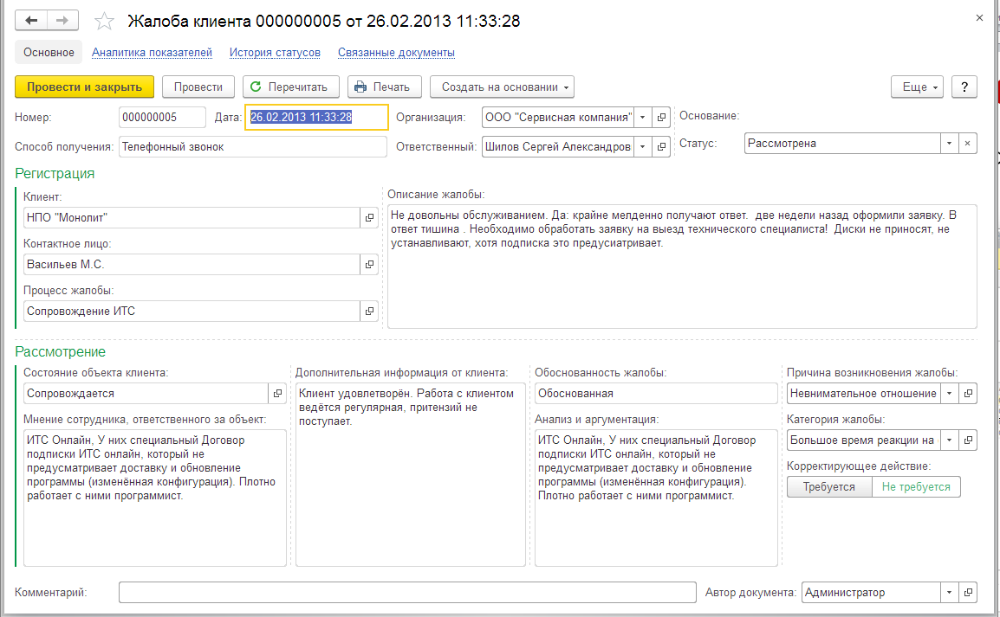 Жалоба клиента 000000005 от 26.02.2013 11:33:28
Основное Аналитика показателей История статусов Связанные документы
Провести и закрыть Провести Перечитать Печать Создать на основании Еще ?
Номер: 000000005 Дата: 26.02.2013 11:33:28 Организация: ООО "Сервисная компания" Основание:
Способ получения: Телефонный звонок Ответственный: Шилов Сергей Александров Статус: Рассмотрена
Регистрация
Клиент:
НПО "Монолит"
Контактное лицо:
Васильев М.С.
Процесс жалобы:
Сопровождение ИТС
Описание жалобы:
Не довольны обслуживанием. Да: крайне мелденно получают ответ. две недели назад оформили заявку. В
ответ тишина . Необходимо обработать заявку на выезд технического специалиста! Диски не приносят, не
устанавливают, хотя подписка это предусиатривает.
Рассмотрение
Состояние объекта клиента:
Сопровождается
Мнение сотрудника, ответственного за объект:
ИТС Онлайн, У них специальный Договор
подписки ИТС онлайн, который не
предусматривает доставку и обновление
программы (изменённая конфигурация). Плотно
работает с ними программист.
Дополнительная информация от клиента:
Клиент удовлетворён. Работа с клиентом
ведётся регулярная, притензий не
поступает.
Обоснованность жалобы:
Обоснованная
Анализ и аргументация:
ИТС Онлайн, У них специальный Договор
подписки ИТС онлайн, который не
предусматривает доставку и обновление
программы (изменённая конфигурация).
Плотно работает с ними программист.
Причина возникновения жалобы:
Невнимательное отношение
Категория жалобы:
Большое время реакции на
Корректирующее действие:
Требуется Не требуется
Комментарий: Автор документа: Администратор